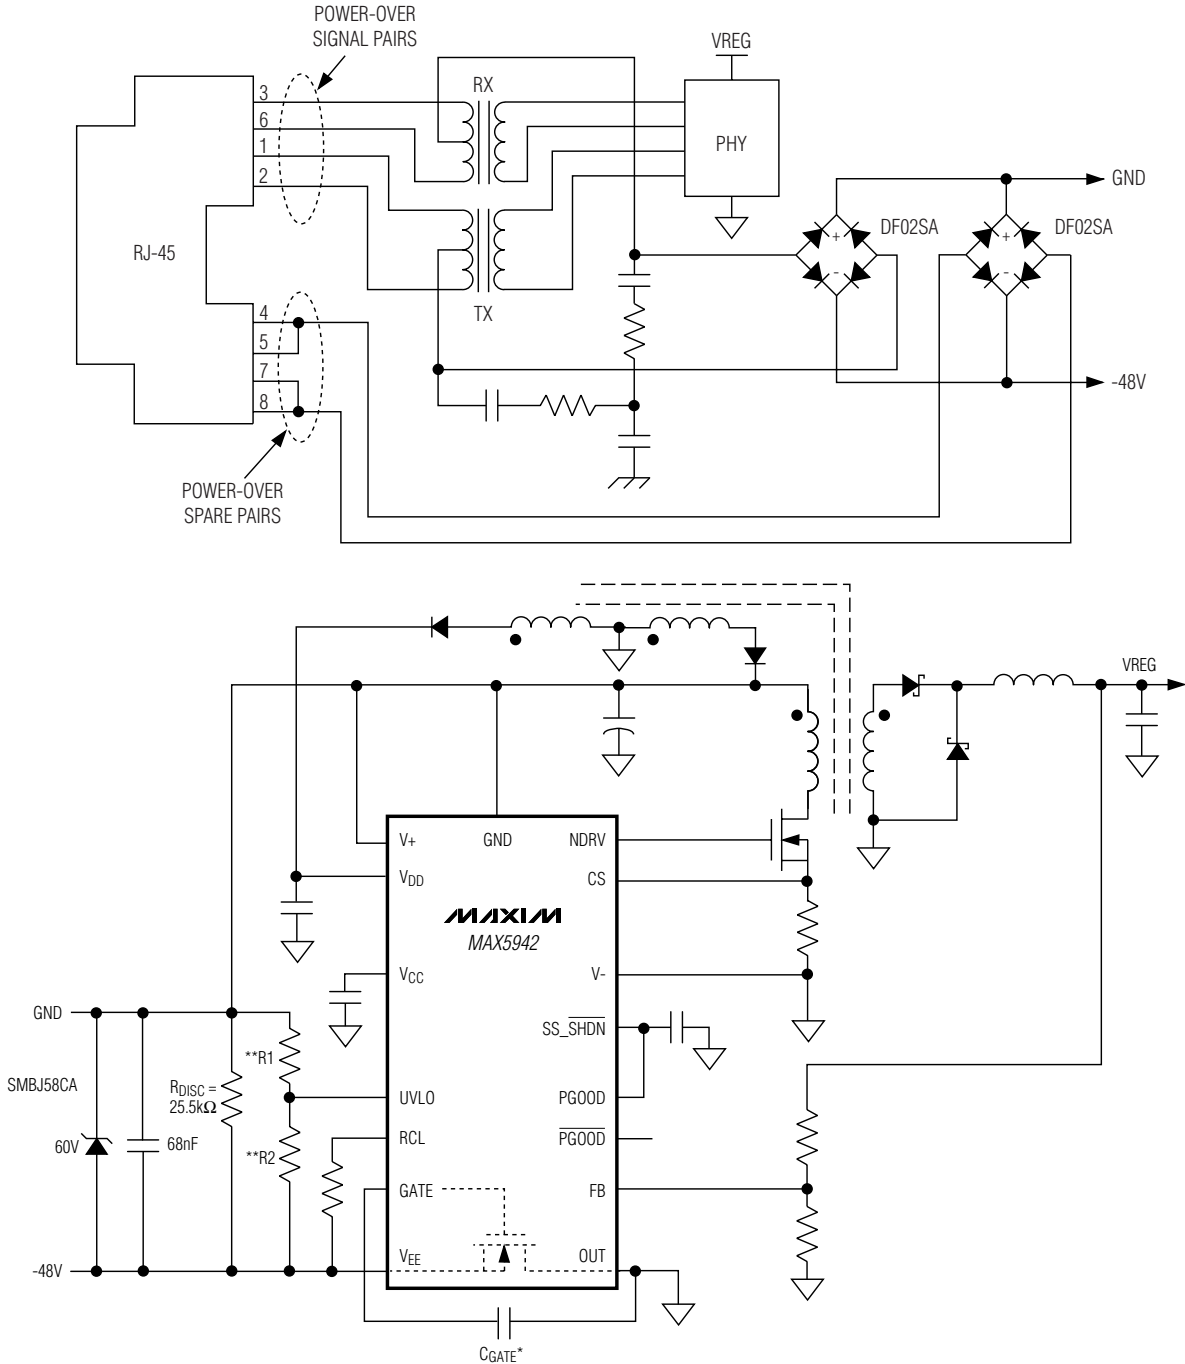 POWER-OVER
SIGNAL PAIRS
VREG
RX
3
6
1
2
PHY
GND
DF02SA
DF02SA
+
+
-
-
RJ-45
TX
4
5
7
8
-48V
POWER-OVER
SPARE PAIRS
VREG
V+
GND
NDRV
VDD
CS
MAXIM
MAX5942
VCC
V-
GND
SS_SHDN
**R1
SMBJ58CA
RDISC =
25.5kΩ
UVLO
PGOOD
RCL
PGOOD
60V
68nF
**R2
GATE
FB
VEE
OUT
-48V
CGATE*